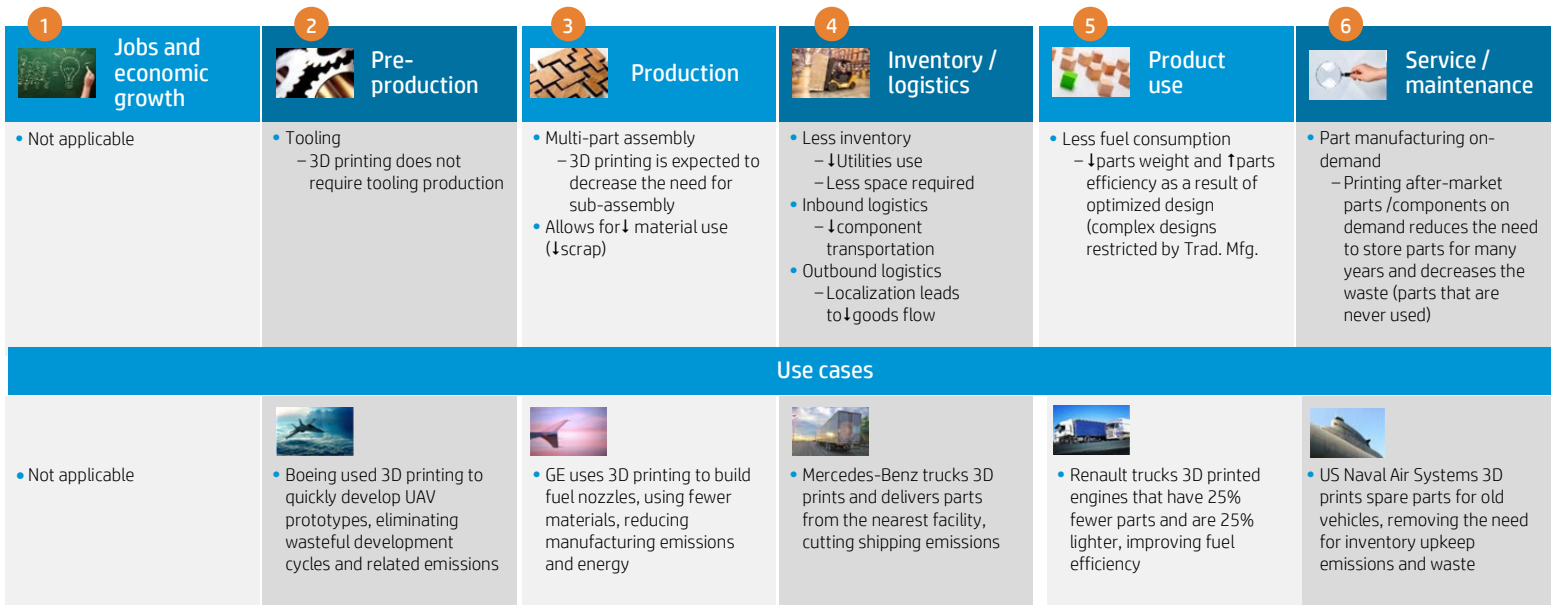 1
Jobs and
economic
growth
2
Pre-
production
3
Production
4
Inventory /
logistics
5
Product
use
6
Service /
maintenance
• Not applicable
• Tooling
– 3D printing does not
require tooling production
• Multi-part assembly
– 3D printing is expected to
decrease the need for
sub-assembly
• Allows for↓ material use
(↓scrap)
• Less inventory
– ↓Utilities use
– Less space required
• Inbound logistics
– ↓component
transportation
• Outbound logistics
– Localization leads
to↓goods flow
• Less fuel consumption
– ↓parts weight and ↑parts
efficiency as a result of
optimized design
(complex designs
restricted by Trad. Mfg.
• Part manufacturing on-
demand
– Printing after-market
parts /components on
demand reduces the need
to store parts for many
years and decreases the
waste (parts that are
never used)
Use cases
• Not applicable
• Boeing used 3D printing to
quickly develop UAV
prototypes, eliminating
wasteful development
cycles and related emissions
• GE uses 3D printing to build
fuel nozzles, using fewer
materials, reducing
manufacturing emissions
and energy
• Mercedes-Benz trucks 3D
prints and delivers parts
from the nearest facility,
cutting shipping emissions
• Renault trucks 3D printed
engines that have 25%
fewer parts and are 25%
lighter, improving fuel
efficiency
• US Naval Air Systems 3D
prints spare parts for old
vehicles, removing the need
for inventory upkeep
emissions and waste